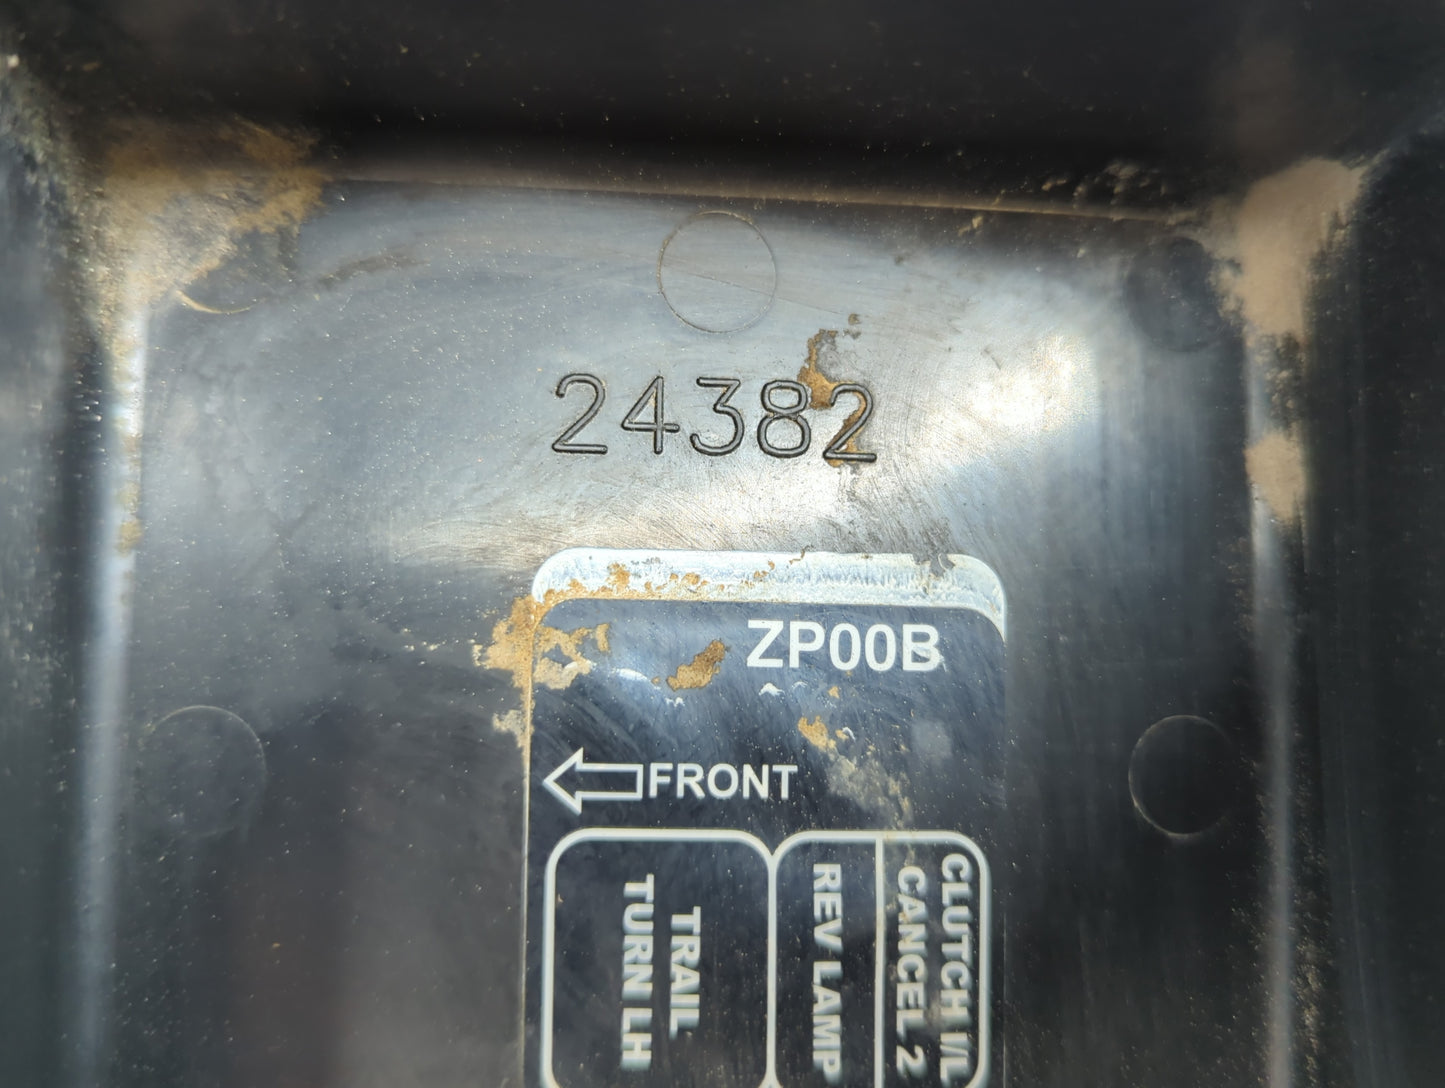 24382
ZP00B
FRONT
TRAIL
TURN LH
REV LAMP
CLUTCH I/L
CANCEL 2